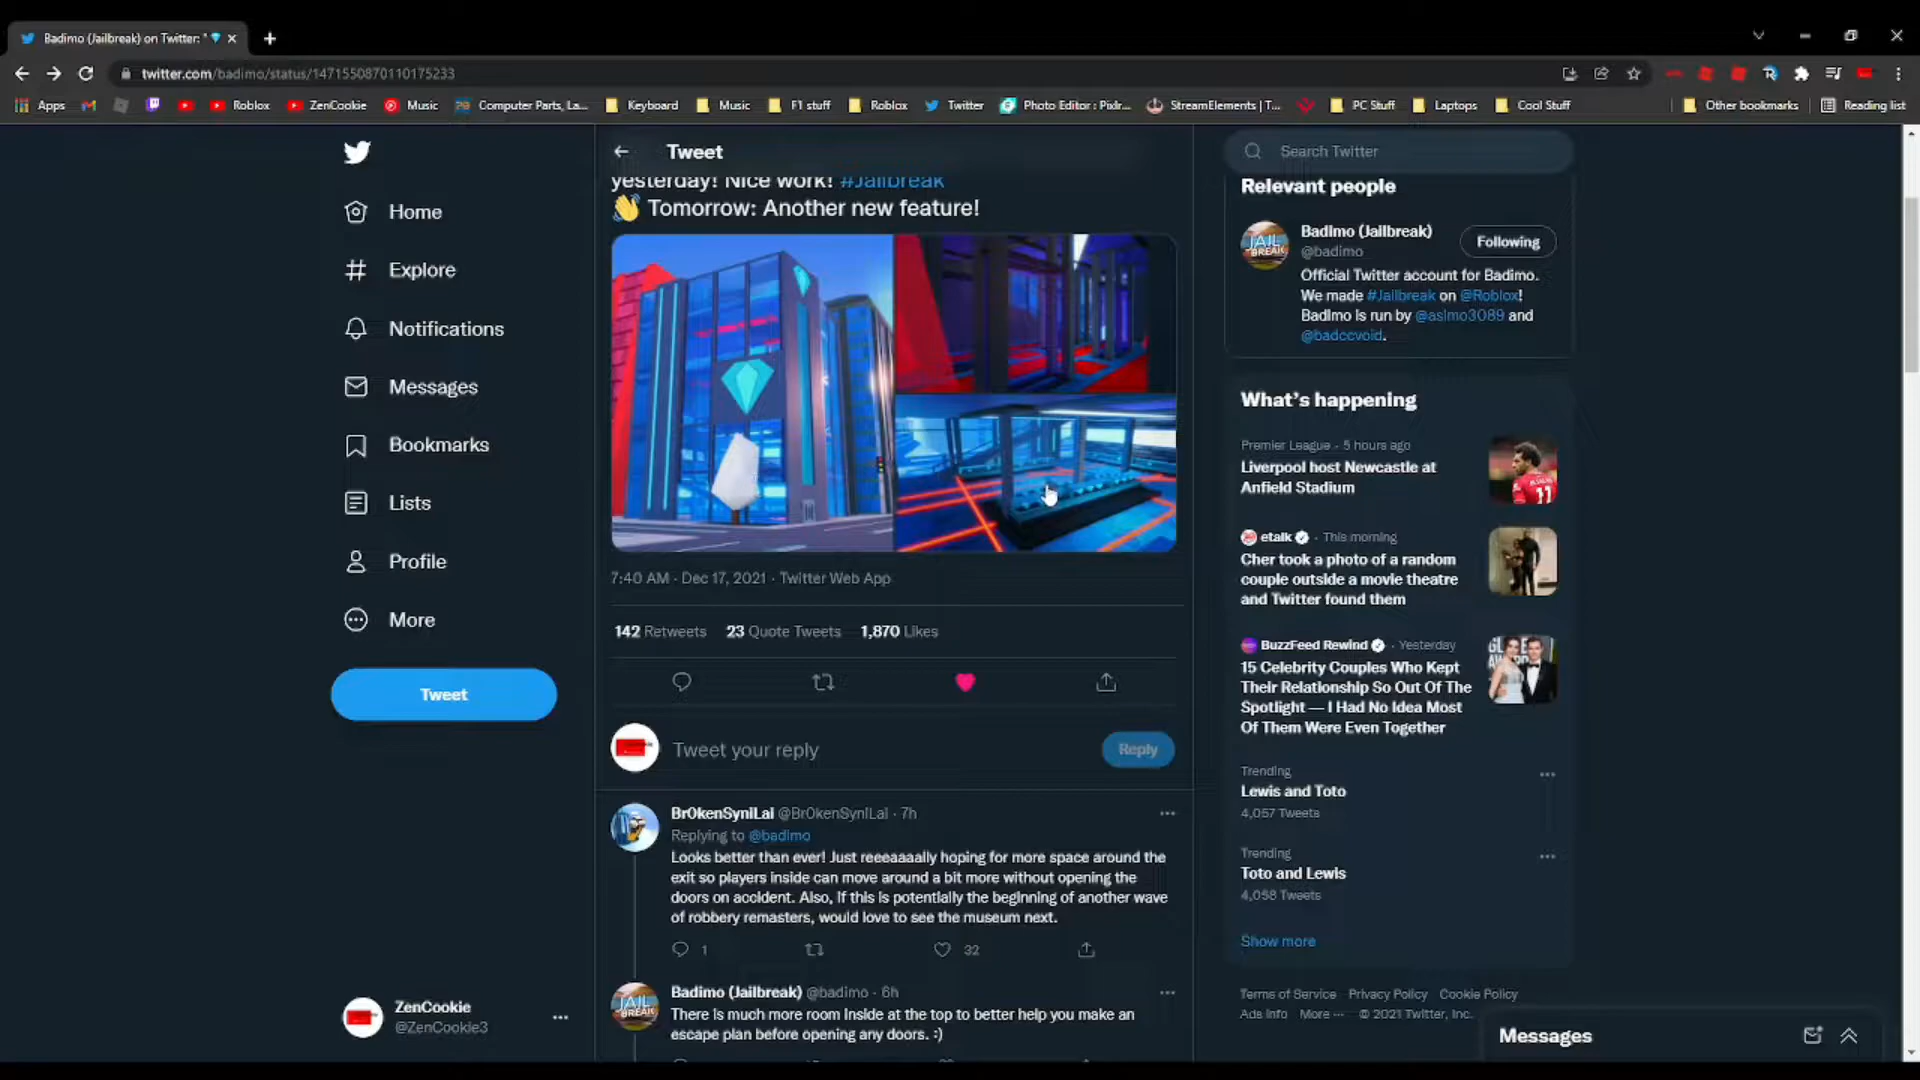 Badimo (Jailbreak) on Twitter: "
twitter.com/badimo/status/1471550870110175233
Apps
Roblox
ZenCookie
Music
Computer Parts, La...
Keyboard
Music
F1 stuff
Roblox
Twitter
Photo Editor : Pixlr...
StreamElements | T...
PC Stuff
Laptops
Cool Stuff
Other bookmarks
Reading list
Home
Explore
Notifications
Messages
Bookmarks
Lists
Profile
More
Tweet
ZenCookie
@ZenCookie3
Tweet
yesterday! Nice work! #Jailbreak
Tomorrow: Another new feature!
7:40 AM · Dec 17, 2021 · Twitter Web App
142 Retweets 23 Quote Tweets 1,870 Likes
Tweet your reply
Reply
Br0kenSyniLal @Br0kenSyniLal · 7h
Replying to @badimo
Looks better than ever! Just reeeaaaally hoping for more space around the
exit so players inside can move around a bit more without opening the
doors on accident. Also, if this is potentially the beginning of another wave
of robbery remasters, would love to see the museum next.
1
32
Badimo (Jailbreak) @badimo · 6h
There is much more room inside at the top to better help you make an
escape plan before opening any doors. :)
Search Twitter
Relevant people
JAIL
BREAK
Badimo (Jailbreak)
@badimo
Following
Official Twitter account for Badimo.
We made #Jailbreak on @Roblox!
Badimo is run by @asimo3089 and
@badccvoid.
What's happening
Premier League · 5 hours ago
Liverpool host Newcastle at
Anfield Stadium
etalk · This morning
Cher took a photo of a random
couple outside a movie theatre
and Twitter found them
BuzzFeed Rewind · Yesterday
15 Celebrity Couples Who Kept
Their Relationship So Out Of The
Spotlight — I Had No Idea Most
Of Them Were Even Together
Trending
Lewis and Toto
4,057 Tweets
Trending
Toto and Lewis
4,058 Tweets
Show more
Terms of Service Privacy Policy Cookie Policy
Ads info More ··· © 2021 Twitter, Inc.
Messages